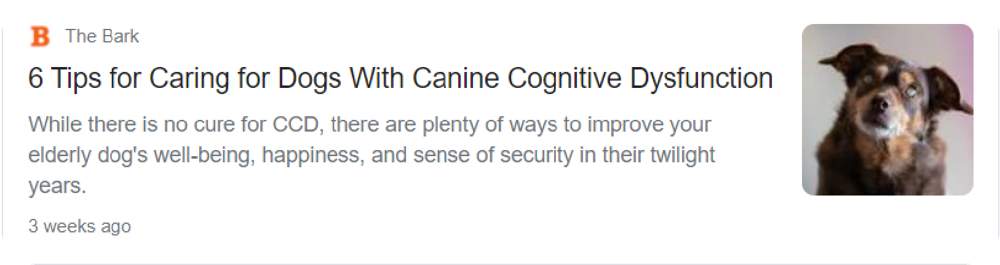 B The Bark
6 Tips for Caring for Dogs With Canine Cognitive Dysfunction
While there is no cure for CCD, there are plenty of ways to improve your
elderly dog's well-being, happiness, and sense of security in their twilight
years.
3 weeks ago